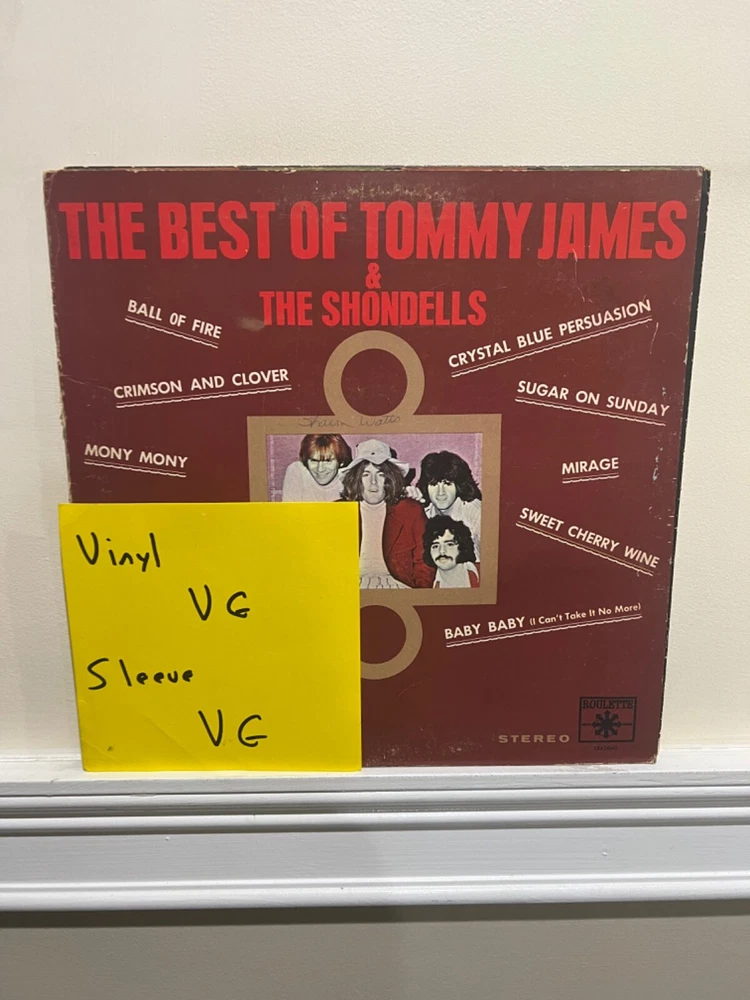 THE BEST OF TOMMY JAMES
&
THE SHONDELLS
BALL OF FIRE
CRYSTAL BLUE PERSUASION
CRIMSON AND CLOVER
SUGAR ON SUNDAY
MONY MONY
MIRAGE
SWEET CHERRY WINE
BABY BABY (I Can't Take It No More)
Vinyl
VG
Sleeve
VG
STEREO
ROULETTE